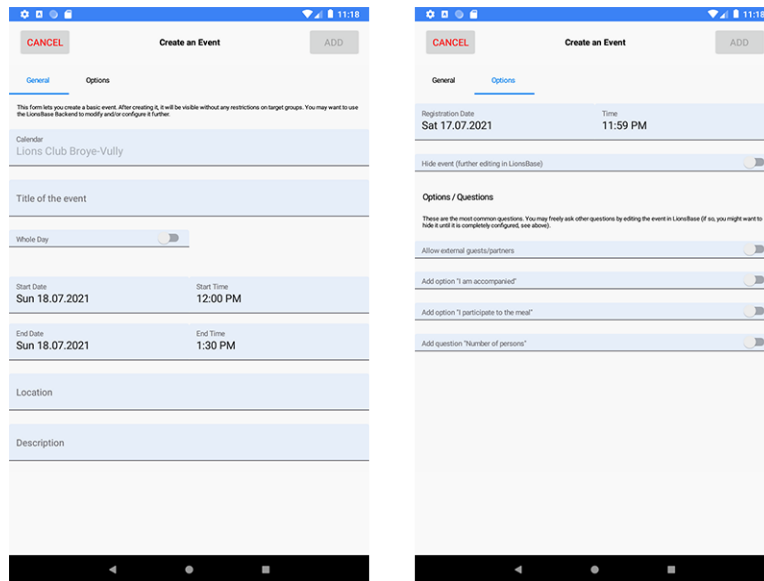 11:18
CANCEL Create an Event ADD
General Options
This form lets you create a basic event. After creating it, it will be visible without any restrictions on target groups. You may want to use
the LionsBase Backend to modify and/or configure it further.
Calendar
Lions Club Broye-Vully
Title of the event
Whole Day
Start Date Start Time
Sun 18.07.2021 12:00 PM
End Date End Time
Sun 18.07.2021 1:30 PM
Location
Description
11:18
CANCEL Create an Event ADD
General Options
Registration Date Time
Sat 17.07.2021 11:59 PM
Hide event (further editing in LionsBase)
Options / Questions
These are the most common questions. You may freely ask other questions by editing the event in LionsBase (if so, you might want to
hide it until it is completely configured, see above).
Allow external guests/partners
Add option "I am accompanied"
Add option "I participate to the meal"
Add question "Number of persons"